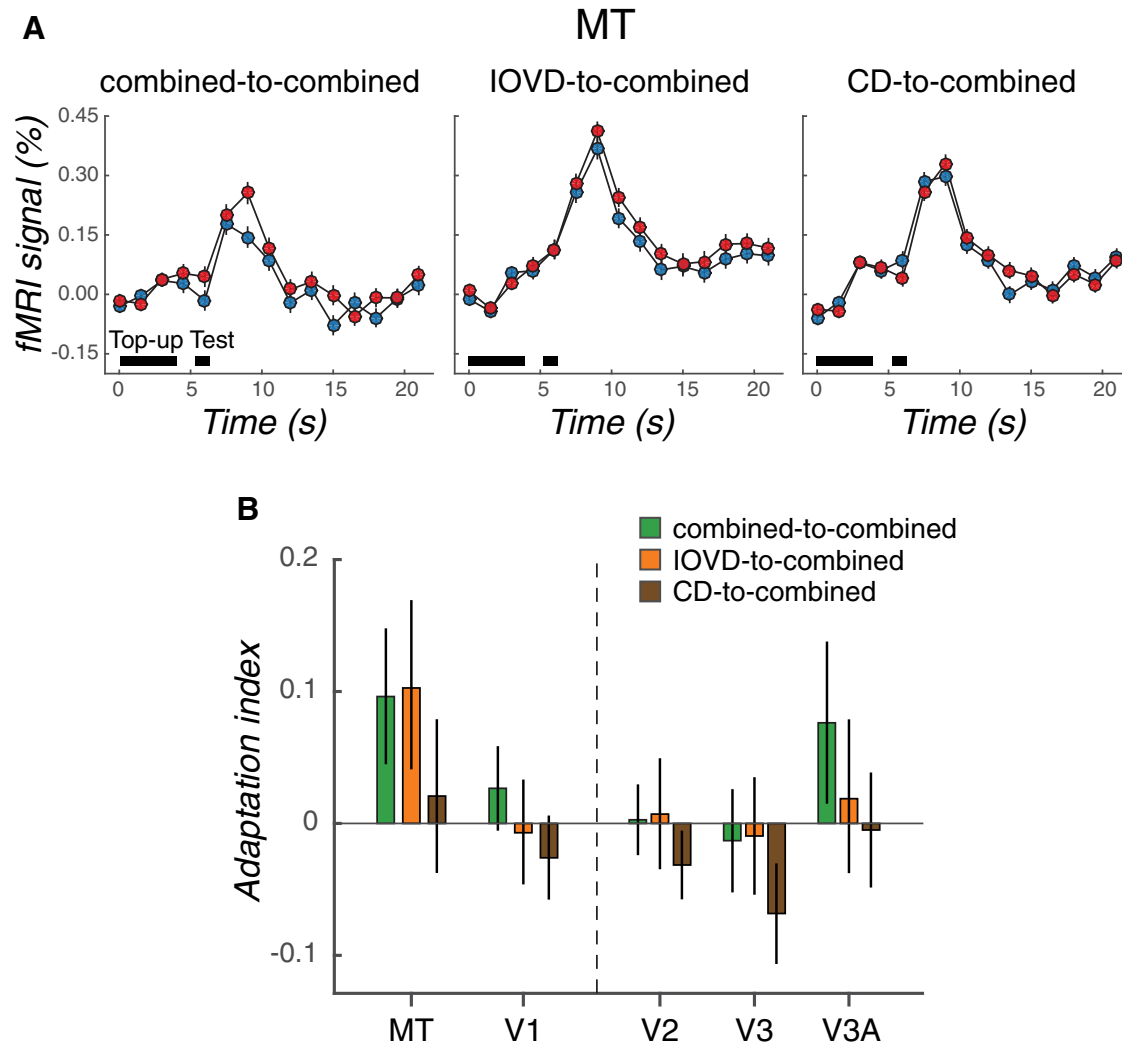 A
MT
combined-to-combined
IOVD-to-combined
CD-to-combined
fMRI signal (%)
0.45
0.30
0.15
0.00
-0.15
Top-up Test
0 5 10 15 20
0 5 10 15 20
0 5 10 15 20
Time (s)
Time (s)
Time (s)
B
combined-to-combined
IOVD-to-combined
CD-to-combined
Adaptation index
0.2
0.1
0
-0.1
MT V1 V2 V3 V3A